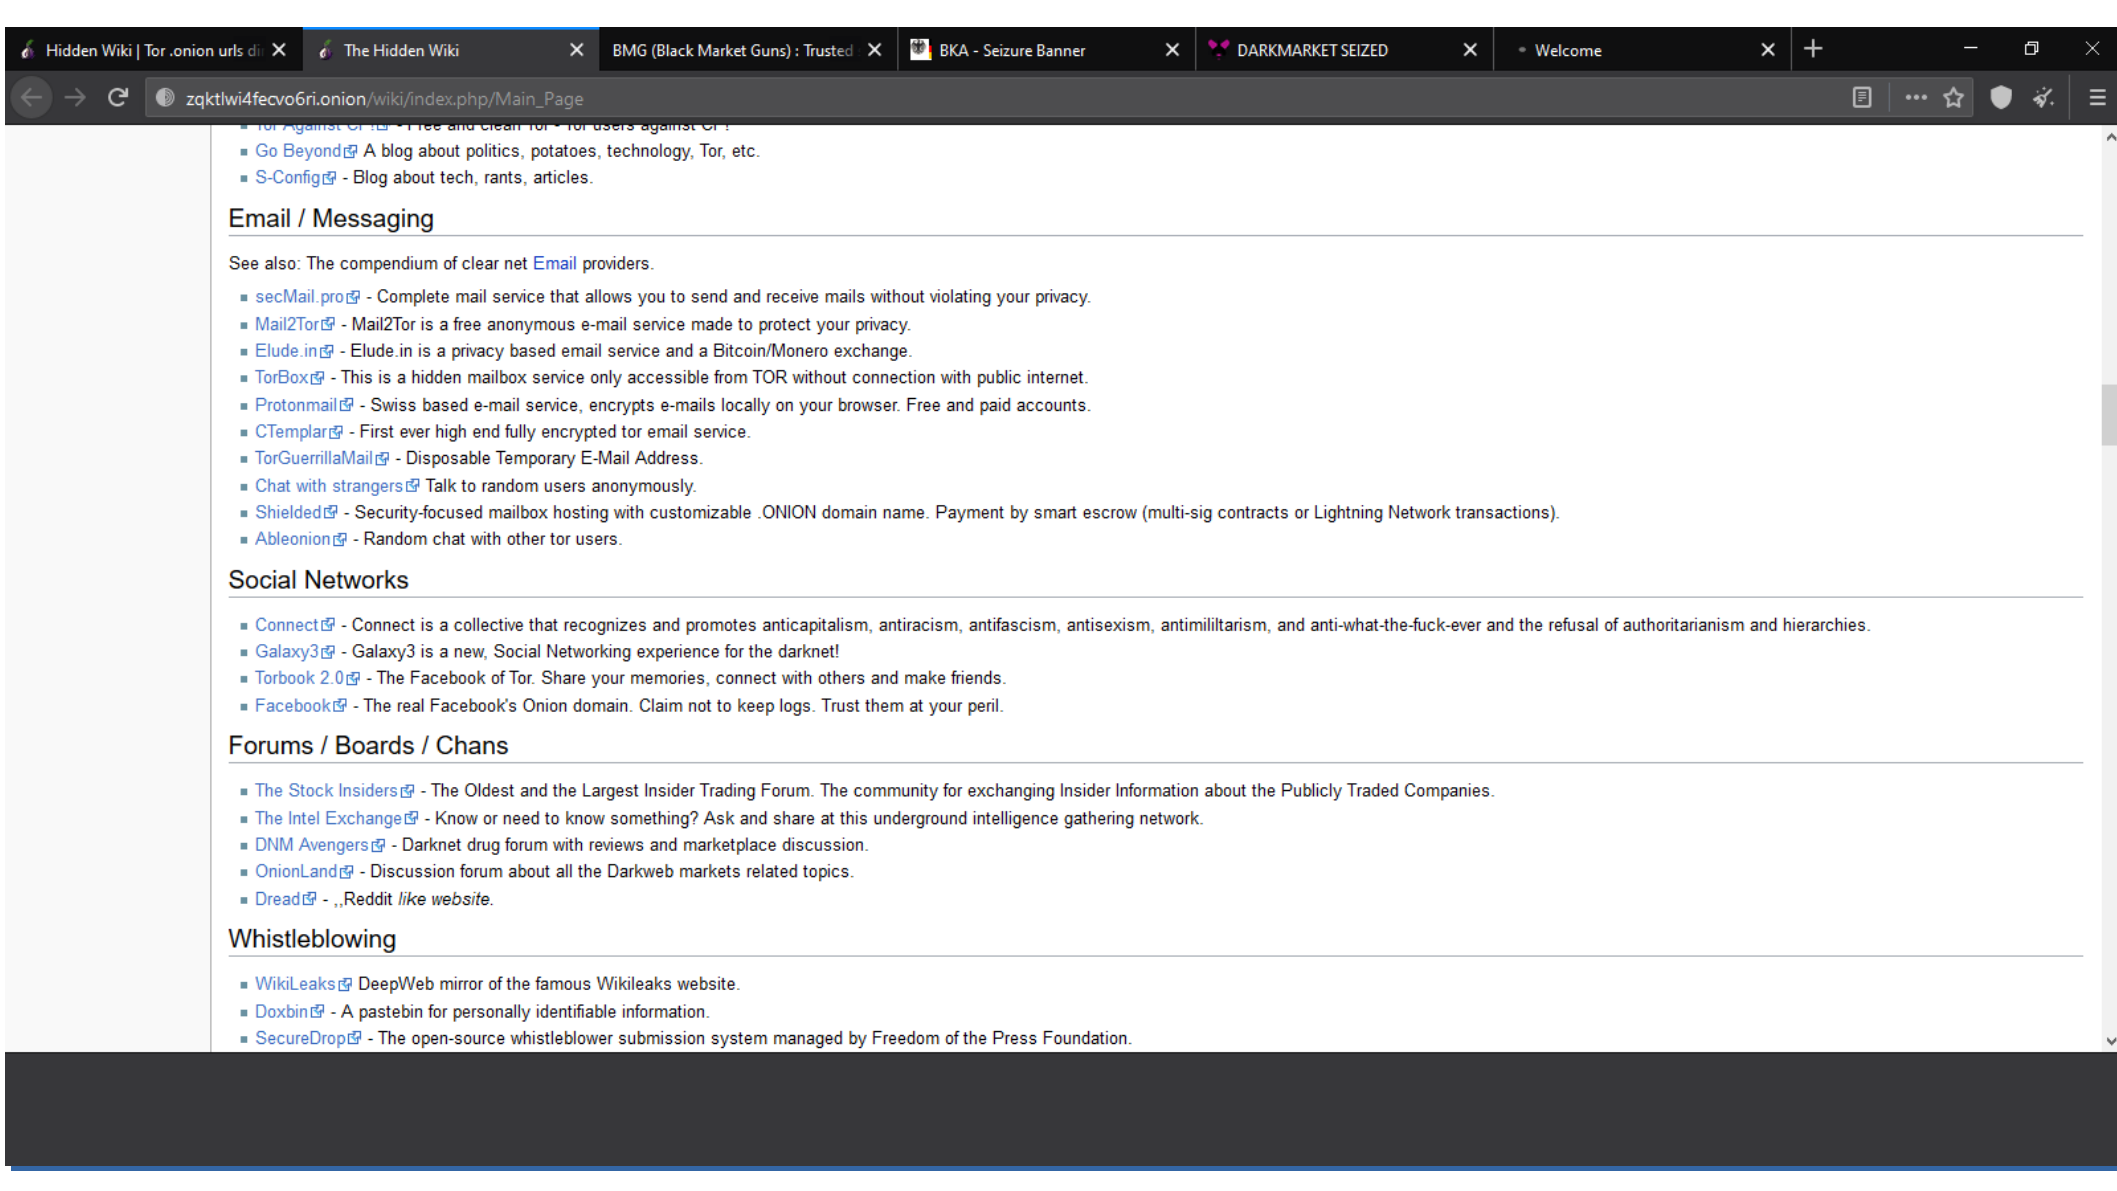 Hidden Wiki | Tor .onion urls di
The Hidden Wiki
BMG (Black Market Guns) : Trusted
BKA - Seizure Banner
DARKMARKET SEIZED
Welcome
zqktlwi4fecvo6ri.onion/wiki/index.php/Main_Page
Tor Against CP! - Free and clean Tor - Tor users against CP!
Go Beyond A blog about politics, potatoes, technology, Tor, etc.
S-Config - Blog about tech, rants, articles.
Email / Messaging
See also: The compendium of clear net Email providers.
secMail.pro - Complete mail service that allows you to send and receive mails without violating your privacy.
Mail2Tor - Mail2Tor is a free anonymous e-mail service made to protect your privacy.
Elude.in - Elude.in is a privacy based email service and a Bitcoin/Monero exchange.
TorBox - This is a hidden mailbox service only accessible from TOR without connection with public internet.
Protonmail - Swiss based e-mail service, encrypts e-mails locally on your browser. Free and paid accounts.
CTemplar - First ever high end fully encrypted tor email service.
TorGuerrillaMail - Disposable Temporary E-Mail Address.
Chat with strangers Talk to random users anonymously.
Shielded - Security-focused mailbox hosting with customizable .ONION domain name. Payment by smart escrow (multi-sig contracts or Lightning Network transactions).
Ableonion - Random chat with other tor users.
Social Networks
Connect - Connect is a collective that recognizes and promotes anticapitalism, antiracism, antifascism, antisexism, antimililtarism, and anti-what-the-fuck-ever and the refusal of authoritarianism and hierarchies.
Galaxy3 - Galaxy3 is a new, Social Networking experience for the darknet!
Torbook 2.0 - The Facebook of Tor. Share your memories, connect with others and make friends.
Facebook - The real Facebook's Onion domain. Claim not to keep logs. Trust them at your peril.
Forums / Boards / Chans
The Stock Insiders - The Oldest and the Largest Insider Trading Forum. The community for exchanging Insider Information about the Publicly Traded Companies.
The Intel Exchange - Know or need to know something? Ask and share at this underground intelligence gathering network.
DNM Avengers - Darknet drug forum with reviews and marketplace discussion.
OnionLand - Discussion forum about all the Darkweb markets related topics.
Dread - ,,Reddit like website.
Whistleblowing
WikiLeaks DeepWeb mirror of the famous Wikileaks website.
Doxbin - A pastebin for personally identifiable information.
SecureDrop - The open-source whistleblower submission system managed by Freedom of the Press Foundation.